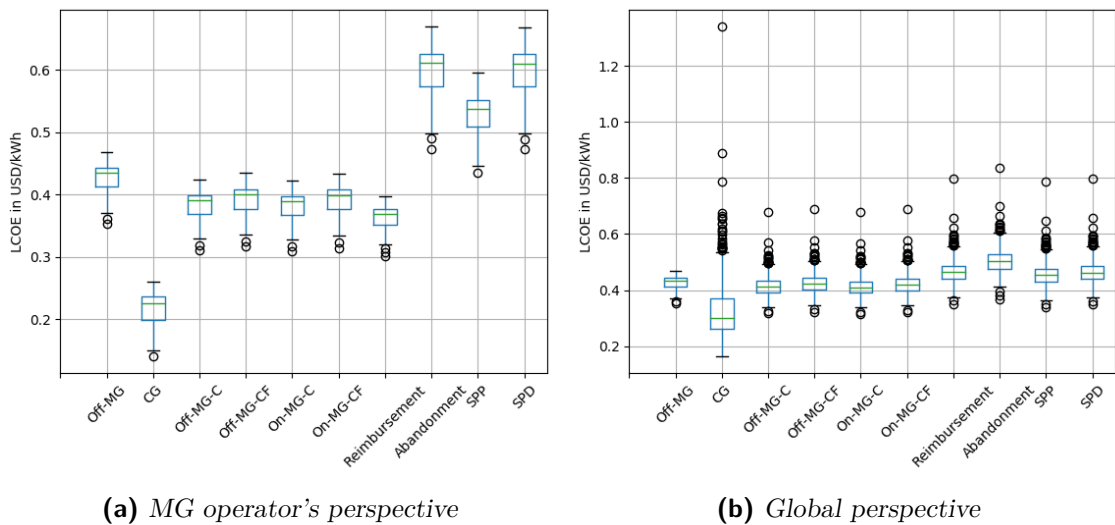 LCOE in USD/kWh
0.6
0.5
0.4
0.3
0.2
Off-MG
CG
Off-MG-C
Off-MG-CF
On-MG-C
On-MG-CF
Reimbursement
Abandonment
SPP
SPD
(a) MG operator's perspective
LCOE in USD/kWh
1.2
1.0
0.8
0.6
0.4
0.2
Off-MG
CG
Off-MG-C
Off-MG-CF
On-MG-C
On-MG-CF
Reimbursement
Abandonment
SPP
SPD
(b) Global perspective